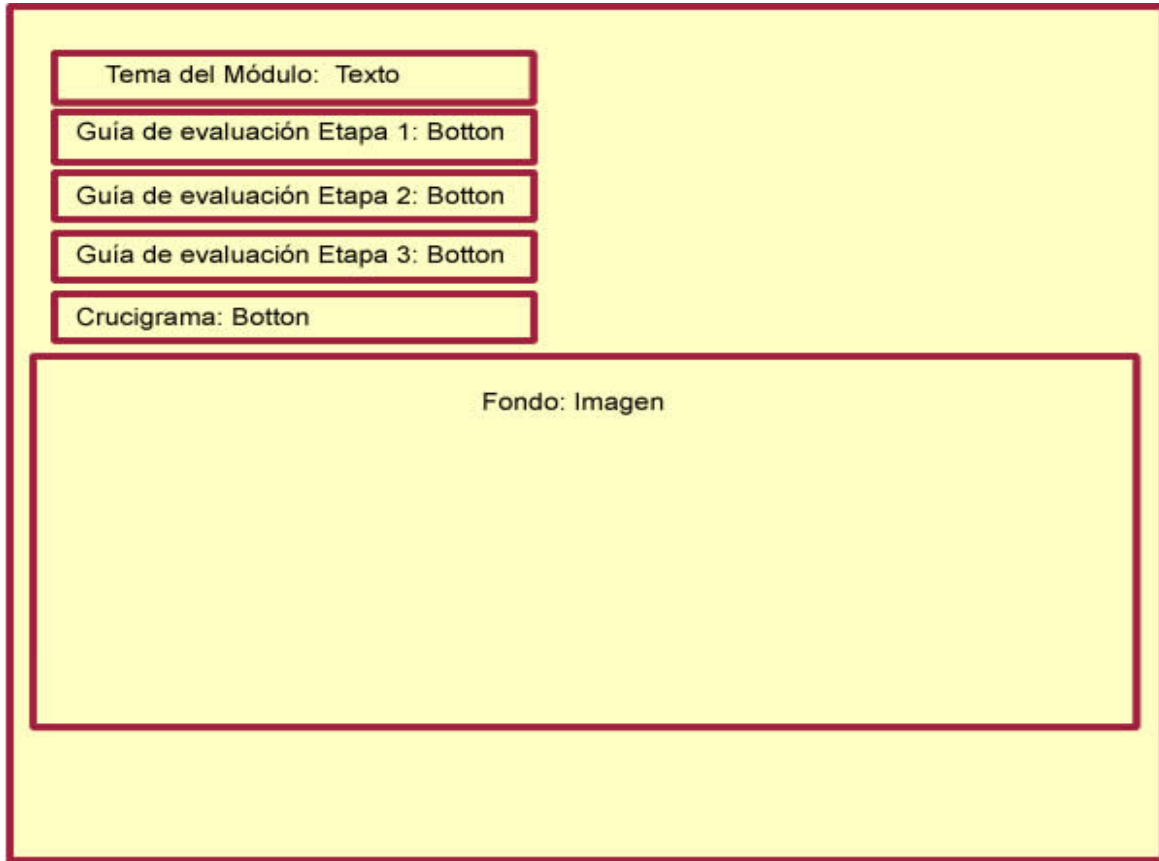 Tema del Módulo:  Texto
Guía de evaluación Etapa 1: Botton
Guía de evaluación Etapa 2: Botton
Guía de evaluación Etapa 3: Botton
Crucigrama: Botton
Fondo: Imagen